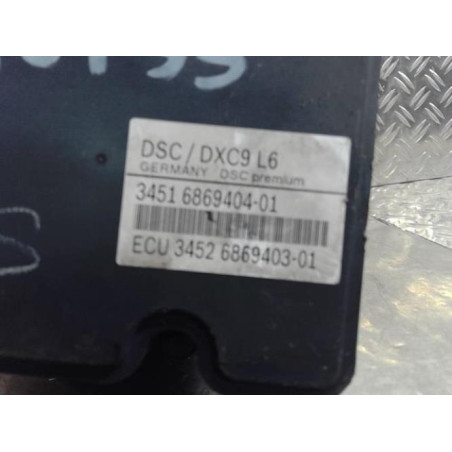 DSC / DXC9 L6
GERMANY DSC premium
3451 6869404-01
ECU 3452 6869403-01